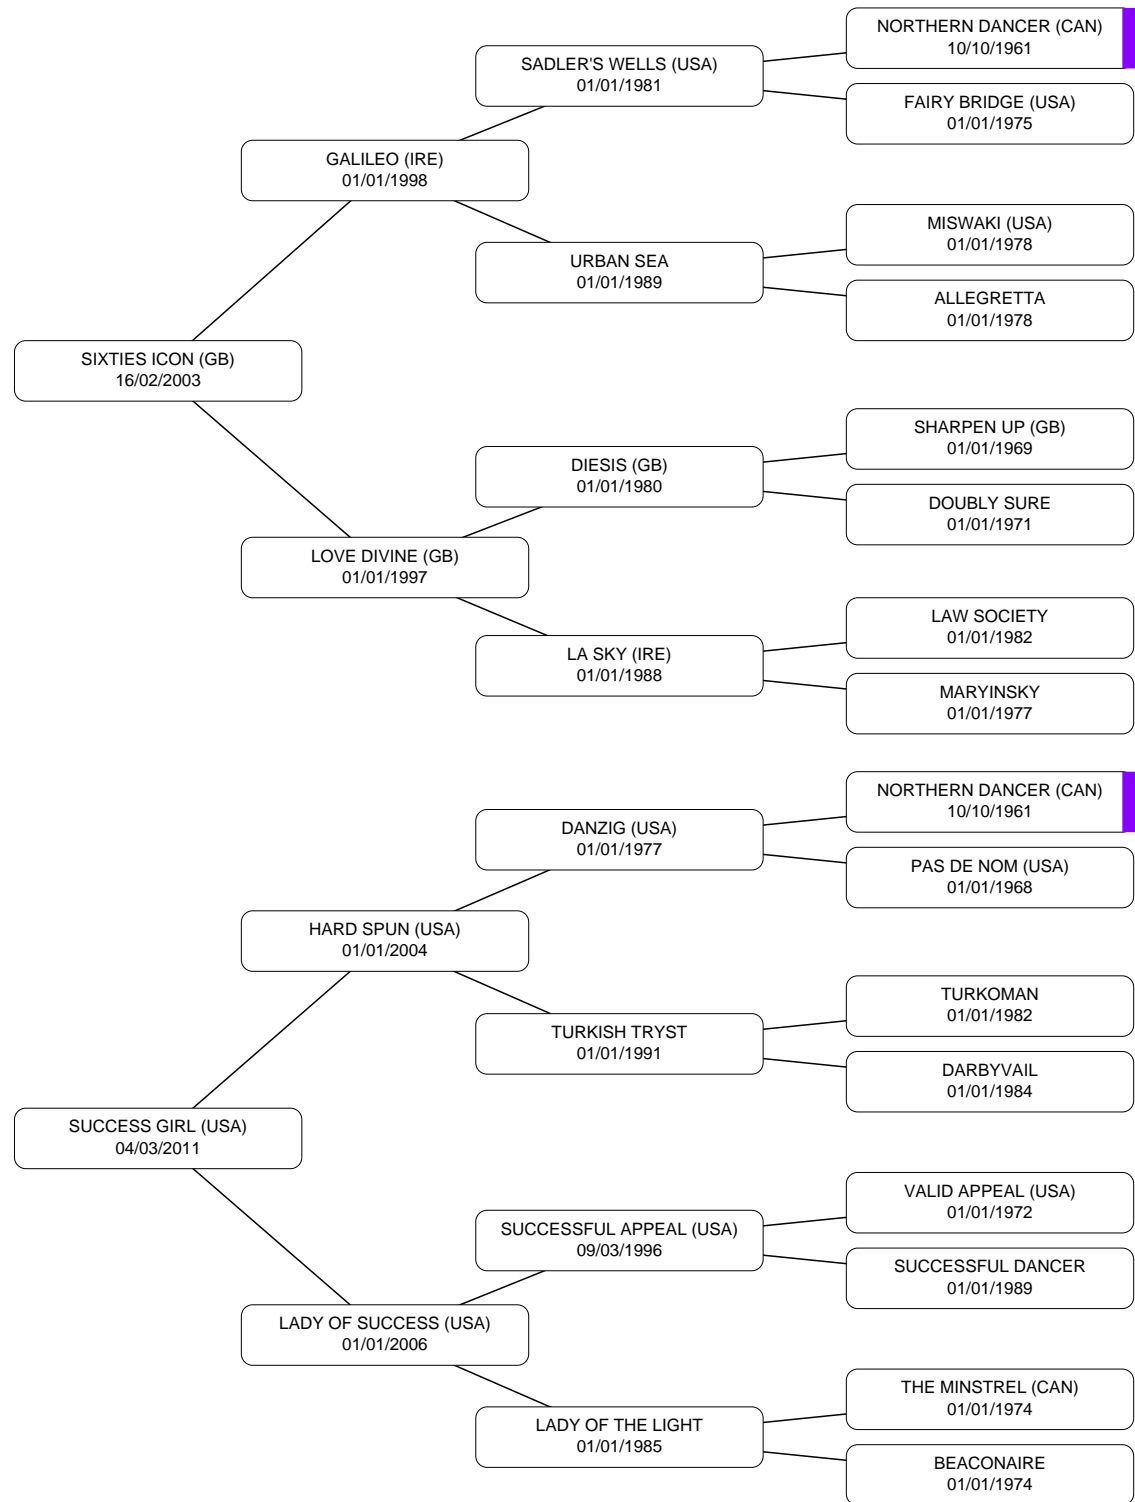 NORTHERN DANCER (CAN)
10/10/1961
SADLER'S WELLS (USA)
01/01/1981
FAIRY BRIDGE (USA)
01/01/1975
GALILEO (IRE)
01/01/1998
MISWAKI (USA)
01/01/1978
URBAN SEA
01/01/1989
ALLEGRETTA
01/01/1978
SIXTIES ICON (GB)
16/02/2003
SHARPEN UP (GB)
01/01/1969
DIESIS (GB)
01/01/1980
DOUBLY SURE
01/01/1971
LOVE DIVINE (GB)
01/01/1997
LAW SOCIETY
01/01/1982
LA SKY (IRE)
01/01/1988
MARYINSKY
01/01/1977
NORTHERN DANCER (CAN)
10/10/1961
DANZIG (USA)
01/01/1977
PAS DE NOM (USA)
01/01/1968
HARD SPUN (USA)
01/01/2004
TURKOMAN
01/01/1982
TURKISH TRYST
01/01/1991
DARBYVAIL
01/01/1984
SUCCESS GIRL (USA)
04/03/2011
VALID APPEAL (USA)
01/01/1972
SUCCESSFUL APPEAL (USA)
09/03/1996
SUCCESSFUL DANCER
01/01/1989
LADY OF SUCCESS (USA)
01/01/2006
THE MINSTREL (CAN)
01/01/1974
LADY OF THE LIGHT
01/01/1985
BEACONAIRE
01/01/1974